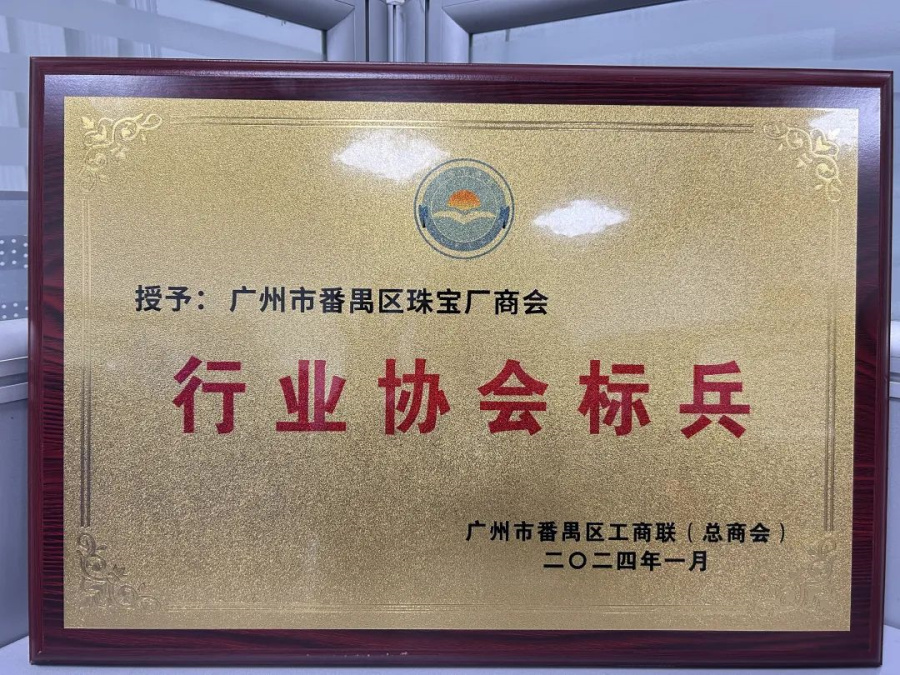 授予：广州市番禺区珠宝厂商会
行业协会标兵
广州市番禺区工商联（总商会）
二〇二四年一月